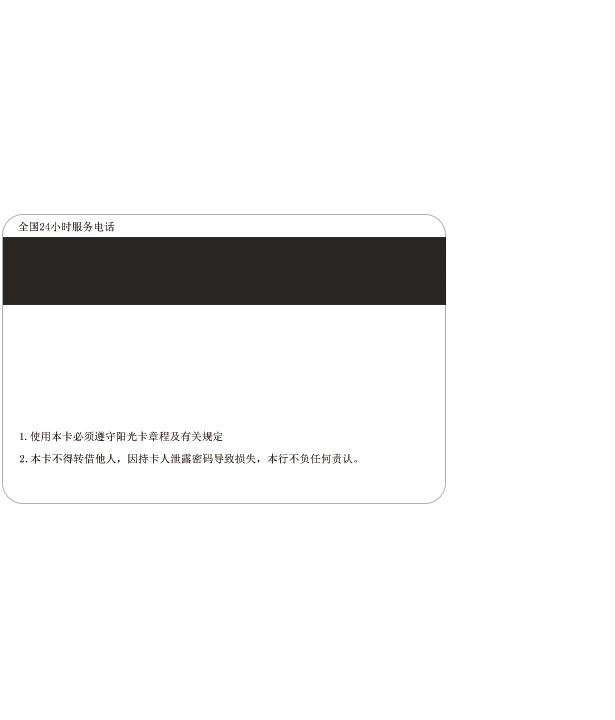 全国24小时服务电话
1.使用本卡必须遵守阳光卡章程及有关规定
2.本卡不得转借他人，因持卡人泄露密码导致损失，本行不负任何责认。